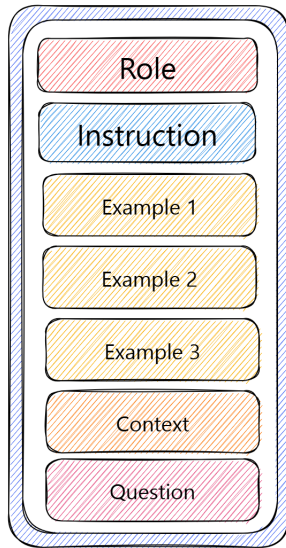 Role
Instruction
Example 1
Example 2
Example 3
Context
Question